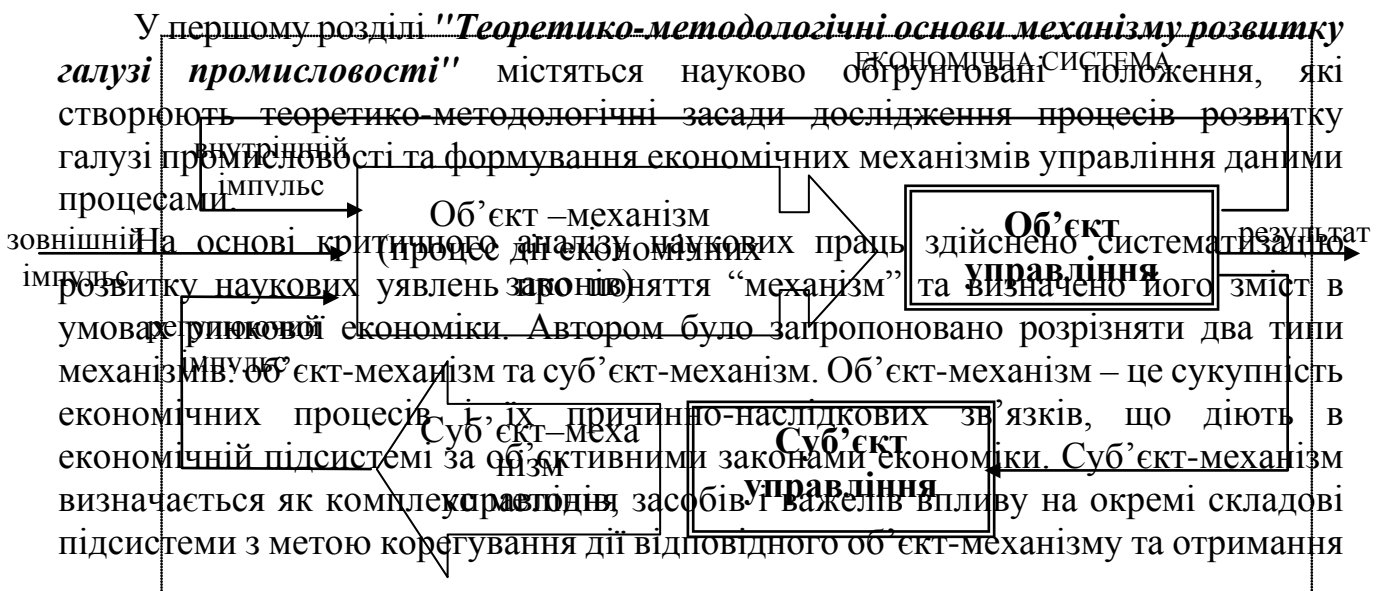 У першому розділі "Теоретико-методологічні основи механізму розвитку
галузі промисловості" містяться науково обґрунтовані положення, які
створюють теоретико-методологічні засади дослідження процесів розвитку
галузі промисловості та формування економічних механізмів управління даними
процесами.
На основі критичного аналізу наукових праць здійснено систематизацію
розвитку наукових уявлень про поняття “механізм” та визначено його зміст в
умовах ринкової економіки. Автором було запропоновано розрізняти два типи
механізмів: об’єкт-механізм та суб’єкт-механізм. Об’єкт-механізм – це сукупність
економічних процесів і їх причинно-наслідкових зв’язків, що діють в
економічній підсистемі за об’єктивними законами економіки. Суб’єкт-механізм
визначається як комплекс методів, засобів і важелів впливу на окремі складові
підсистеми з метою корегування дії відповідного об’єкт-механізму та отримання
ЕКОНОМІЧНА СИСТЕМА
внутрішній
імпульс
зовнішній
імпульс
регулюючий
імпульс
Об’єкт –механізм
(процес дії економічних
законів)
Об’єкт
управління
результат
Суб’єкт–меха
нізм
управління
Суб’єкт
управління